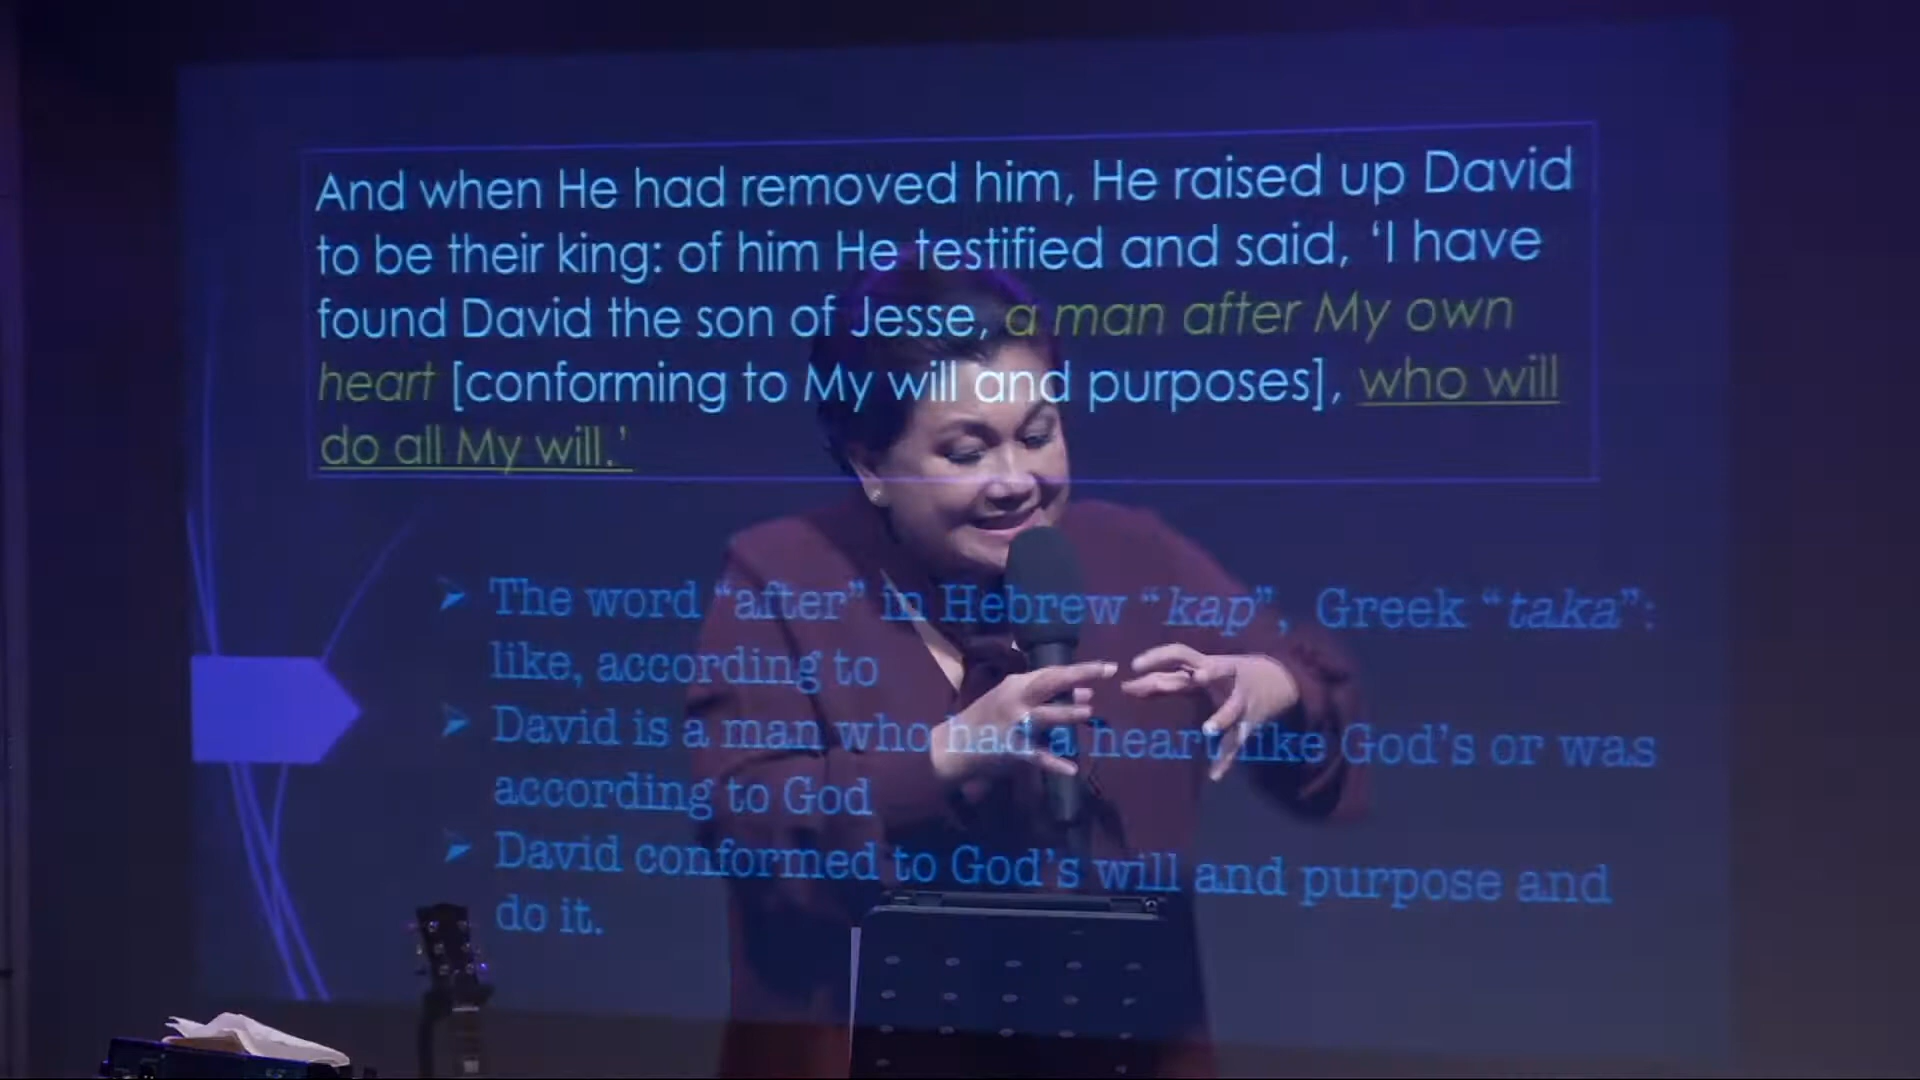 And when He had removed him, He raised up David
to be their king: of him He testified and said, ‘I have
found David the son of Jesse, a man after My own
heart [conforming to My will and purposes], who will
do all My will.’
➤ The word “after” in Hebrew “kap”, Greek “taka”:
like, according to
➤ David is a man who had a heart like God’s or was
according to God
➤ David conformed to God’s will and purpose and
do it.